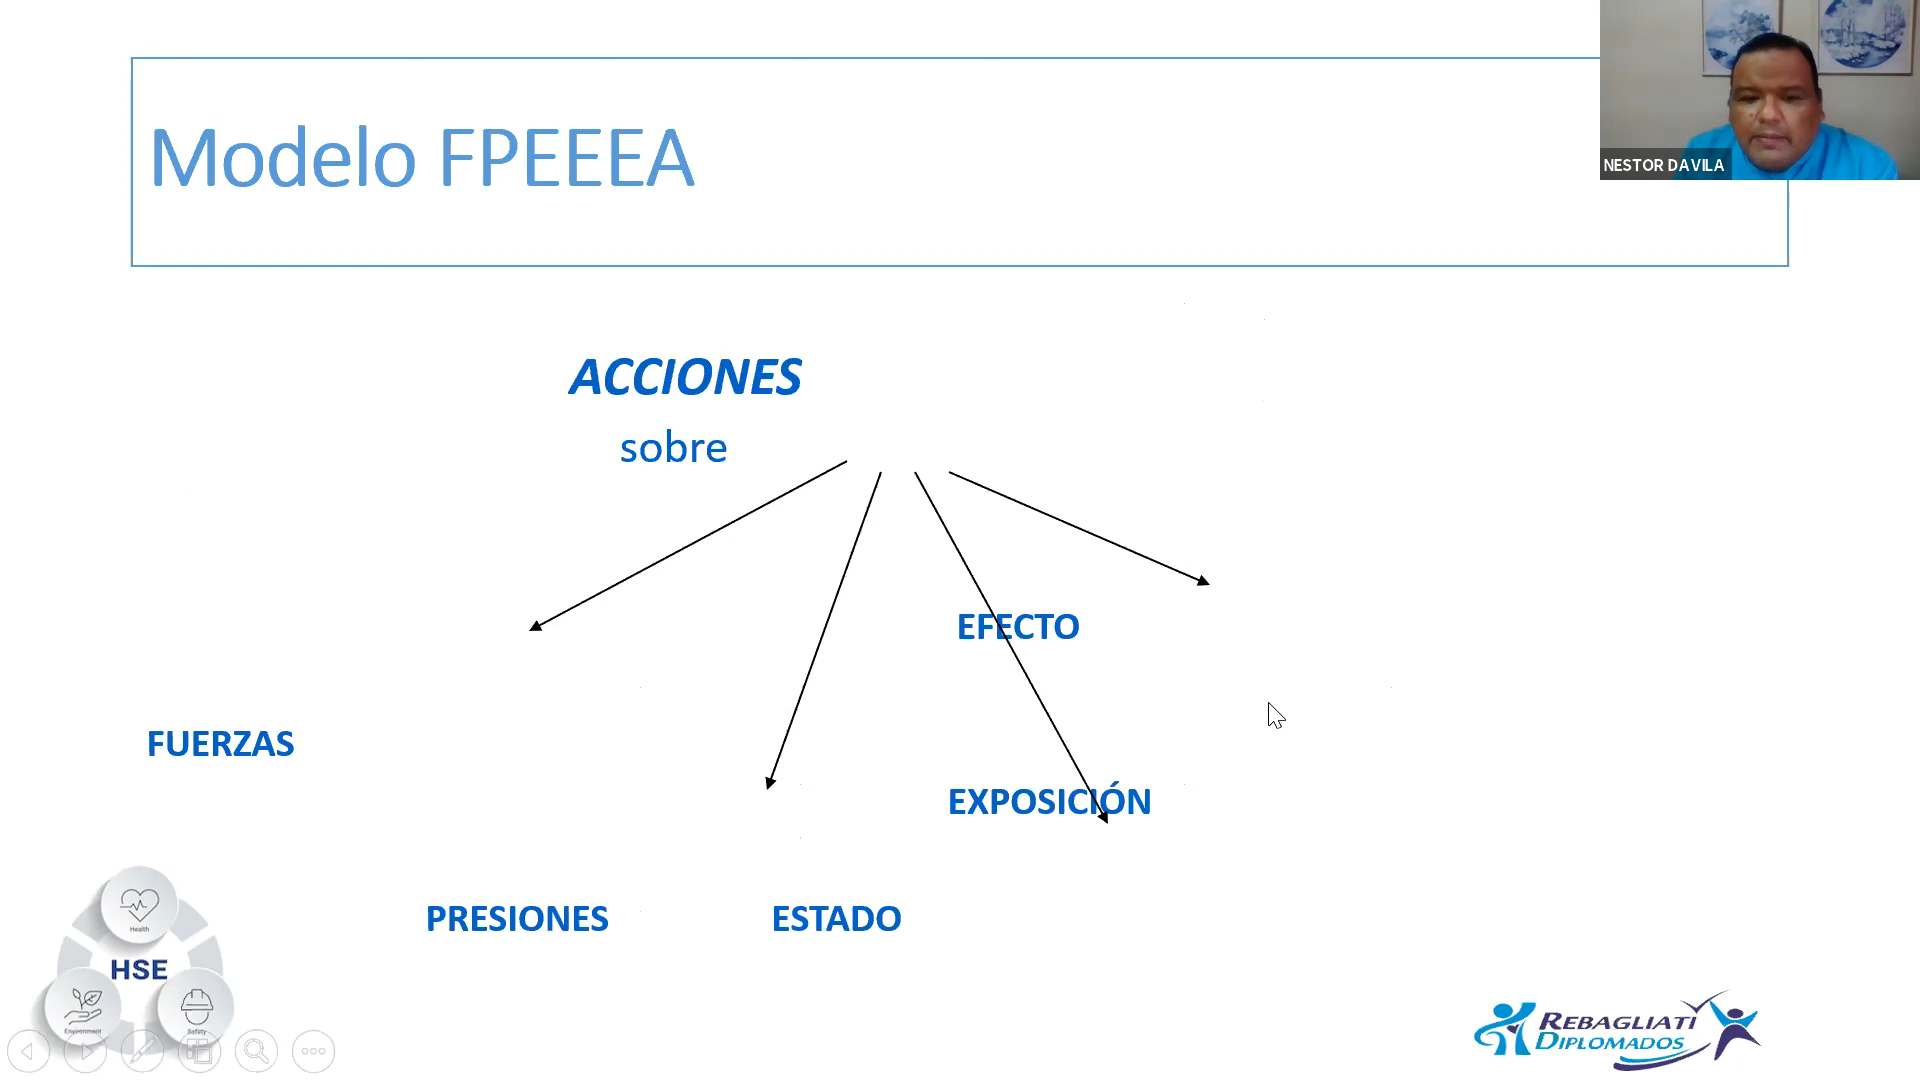 NESTOR DAVILA
Modelo FPEEEA
ACCIONES
sobre
EFECTO
FUERZAS
EXPOSICIÓN
PRESIONES
ESTADO
Health
HSE
Environment
Safety
REBAGLIATI
DIPLOMADOS